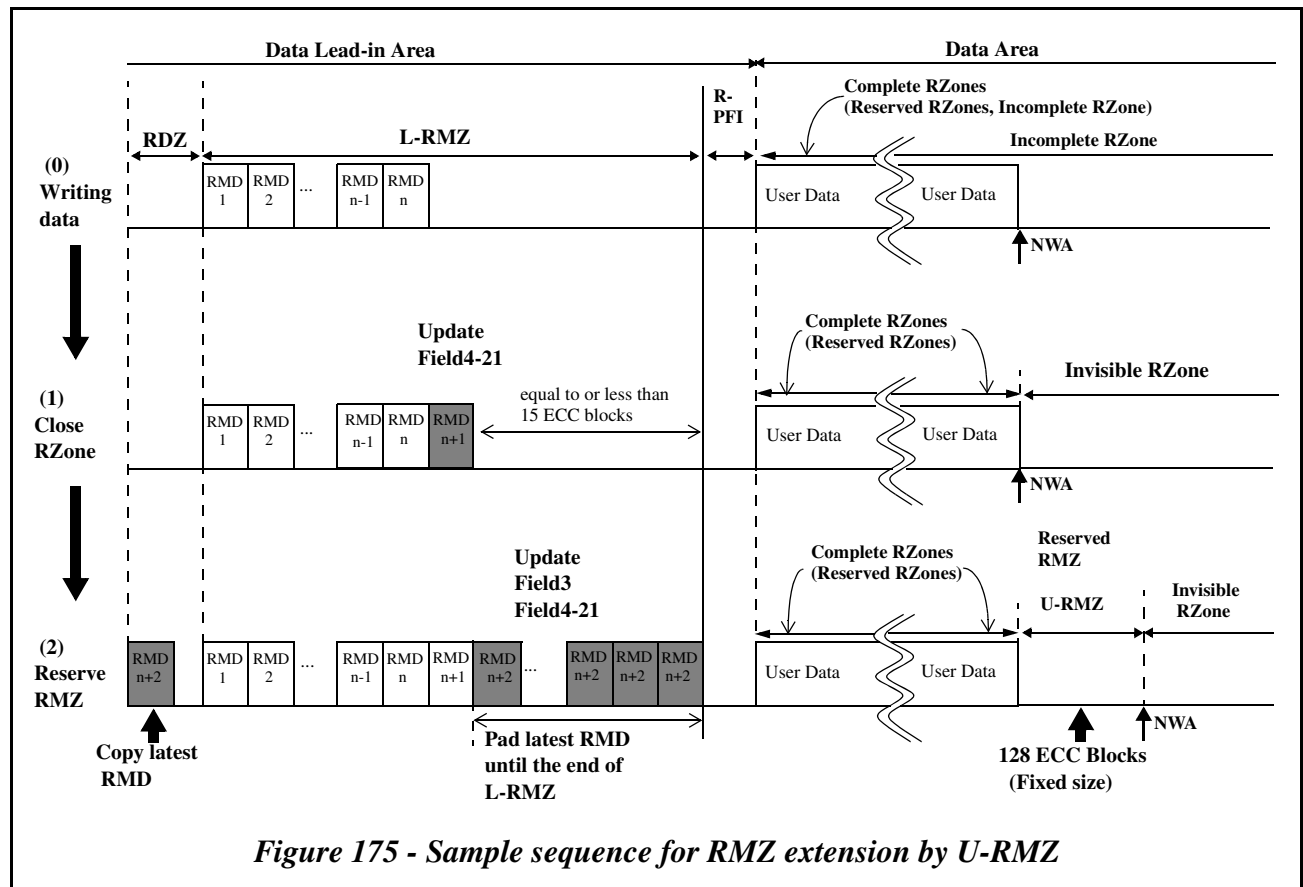 Data Lead-in Area
Data Area
R-
PFI
Complete RZones
(Reserved RZones, Incomplete RZone)
RDZ
L-RMZ
Incomplete RZone
(0)
Writing
data
RMD
1
RMD
2
...
RMD
n-1
RMD
n
User Data
User Data
NWA
Update
Field4-21
Complete RZones
(Reserved RZones)
Invisible RZone
(1)
Close
RZone
equal to or less than
15 ECC blocks
RMD
1
RMD
2
...
RMD
n-1
RMD
n
RMD
n+1
User Data
User Data
NWA
Update
Field3
Field4-21
Complete RZones
(Reserved RZones)
Reserved
RMZ
U-RMZ
Invisible
RZone
(2)
Reserve
RMZ
RMD
n+2
RMD
1
RMD
2
...
RMD
n-1
RMD
n
RMD
n+1
RMD
n+2
...
RMD
n+2
RMD
n+2
RMD
n+2
User Data
User Data
NWA
Copy latest
RMD
Pad latest RMD
until the end of
L-RMZ
128 ECC Blocks
(Fixed size)
Figure 175 - Sample sequence for RMZ extension by U-RMZ